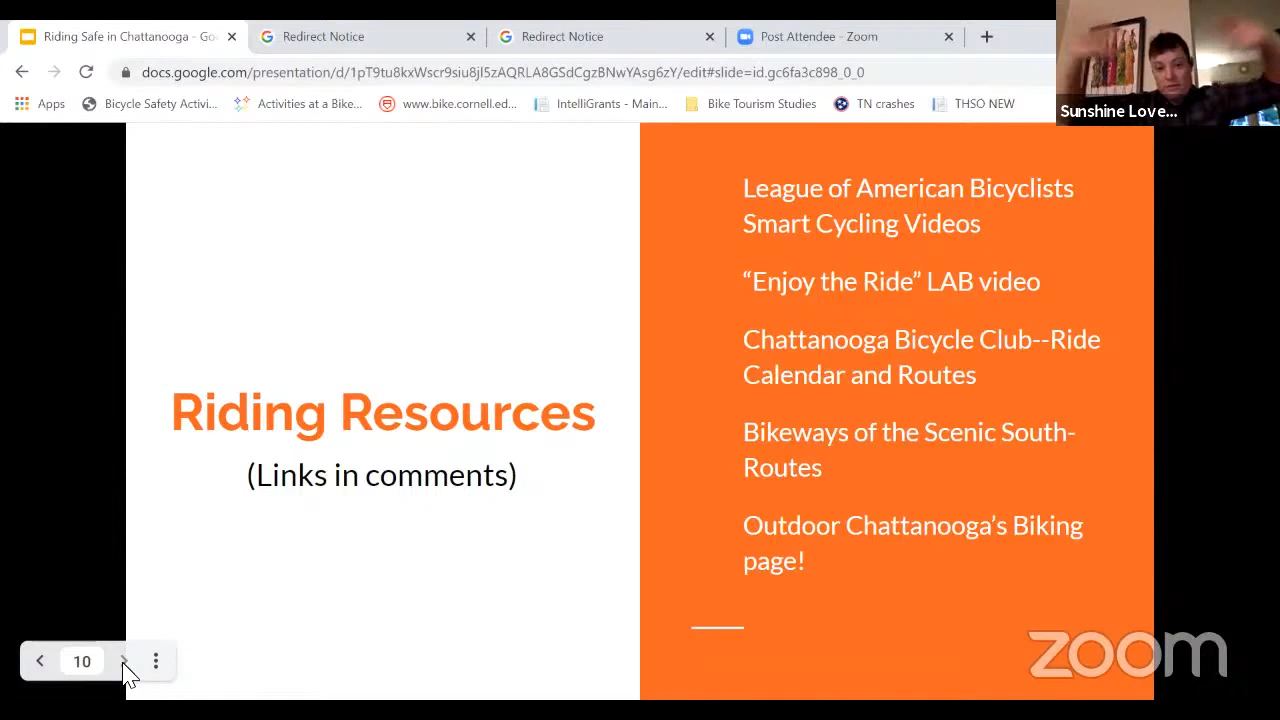 Riding Safe in Chattanooga - Go
Redirect Notice
Redirect Notice
Post Attendee - Zoom
docs.google.com/presentation/d/1pT9tu8kxWscr9siu8jI5zAQRLA8GSdCgzBNwYAsg6zY/edit#slide=id.gc6fa3c898_0_0
Apps
Bicycle Safety Activi...
Activities at a Bike...
www.bike.cornell.ed...
IntelliGrants - Main...
Bike Tourism Studies
TN crashes
THSO NEW
Sunshine Love...
Riding Resources
(Links in comments)
League of American Bicyclists
Smart Cycling Videos
“Enjoy the Ride” LAB video
Chattanooga Bicycle Club--Ride
Calendar and Routes
Bikeways of the Scenic South-
Routes
Outdoor Chattanooga’s Biking
page!
10
zoom